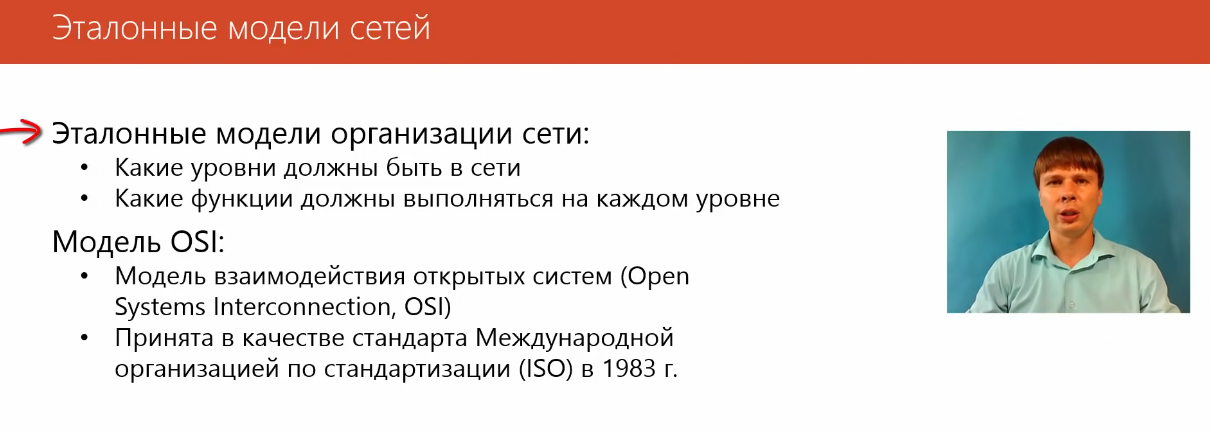 Эталонные модели сетей
Эталонные модели организации сети:
• Какие уровни должны быть в сети
• Какие функции должны выполняться на каждом уровне
Модель OSI:
• Модель взаимодействия открытых систем (Open
Systems Interconnection, OSI)
• Принята в качестве стандарта Международной
организацией по стандартизации (ISO) в 1983 г.